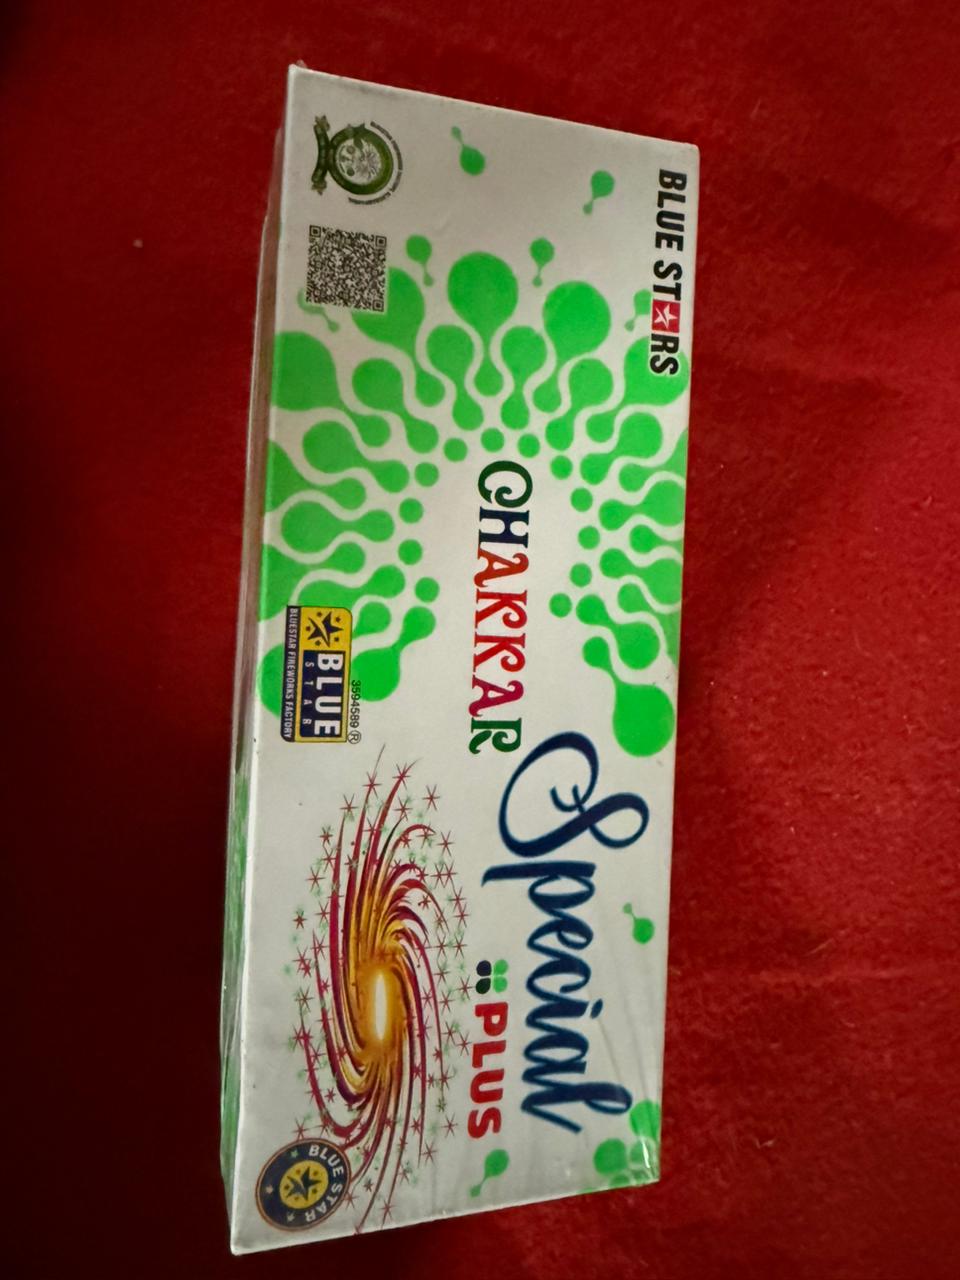 BLUE STARS
CHAKKAR
Special
PLUS
3594589 ®
BLUE
STAR
BLUESTAR FIREWORKS FACTORY
BLUE STAR